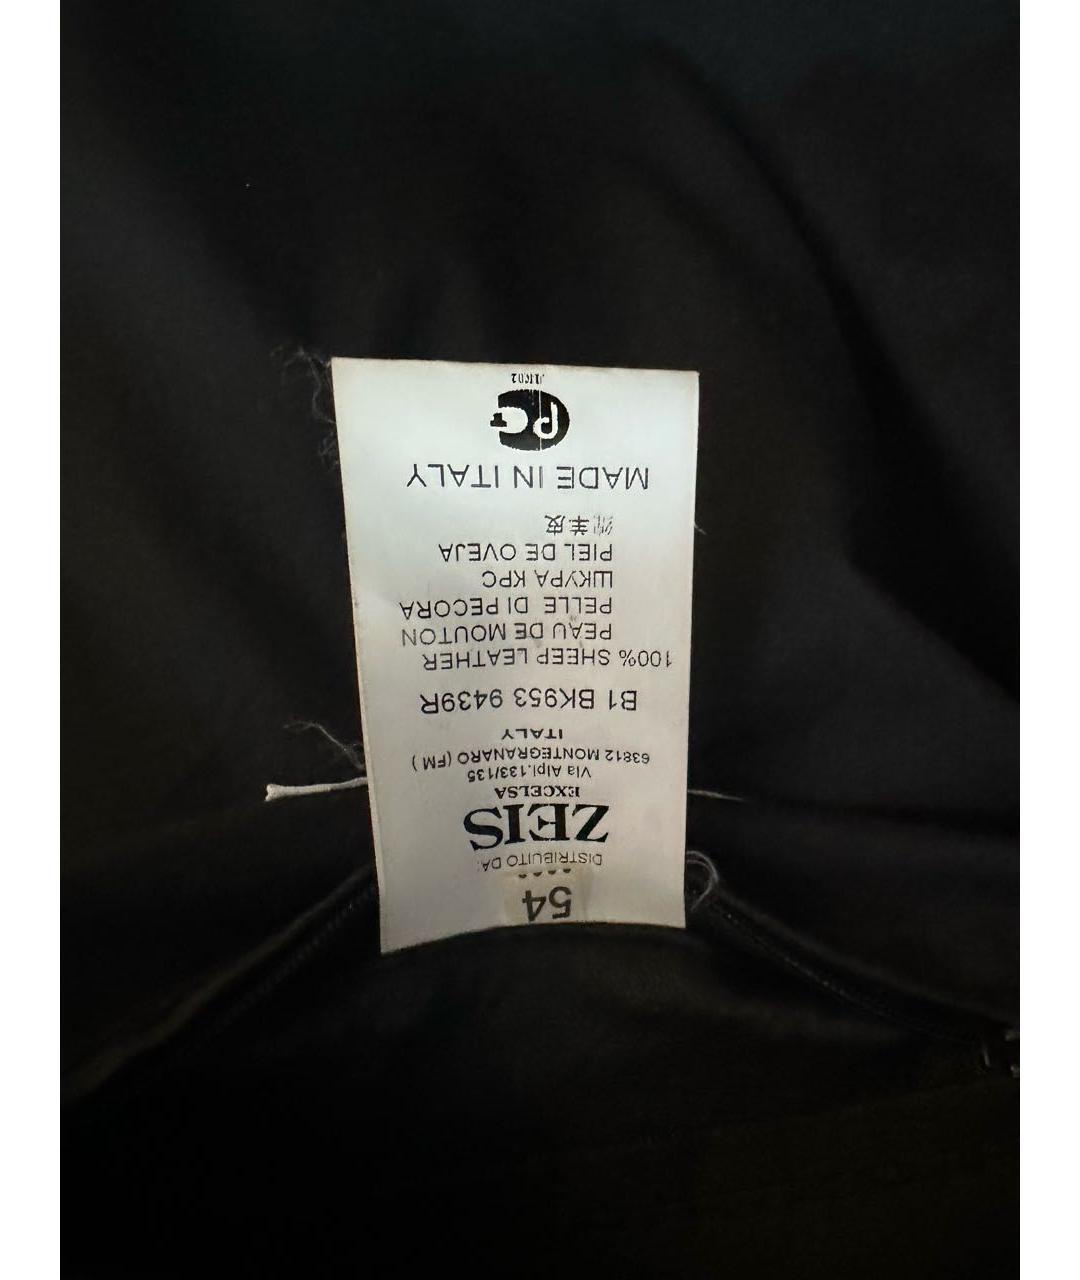 54
DISTRIBUITO DA:
ZEIS
EXCELSA
Via Alpi.133/135
63812 MONTEGRANARO (FM)
ITALY
B1 BK953 9439R
100% SHEEP LEATHER
PEAU DE MOUTON
PELLE DI PECORA
ШКУРА КРС
PIEL DE OVEJA
绵羊皮
MADE IN ITALY